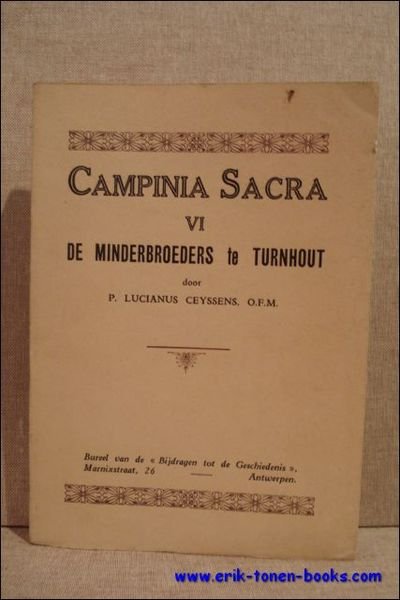 CAMPINIA SACRA
VI
DE MINDERBROEDERS te TURNHOUT
door
P. LUCIANUS CEYSSENS, O.F.M.
Bureel van de « Bijdragen tot de Geschiedenis »,
Marnixstraat, 26 — Antwerpen.
www.erik-tonen-books.com